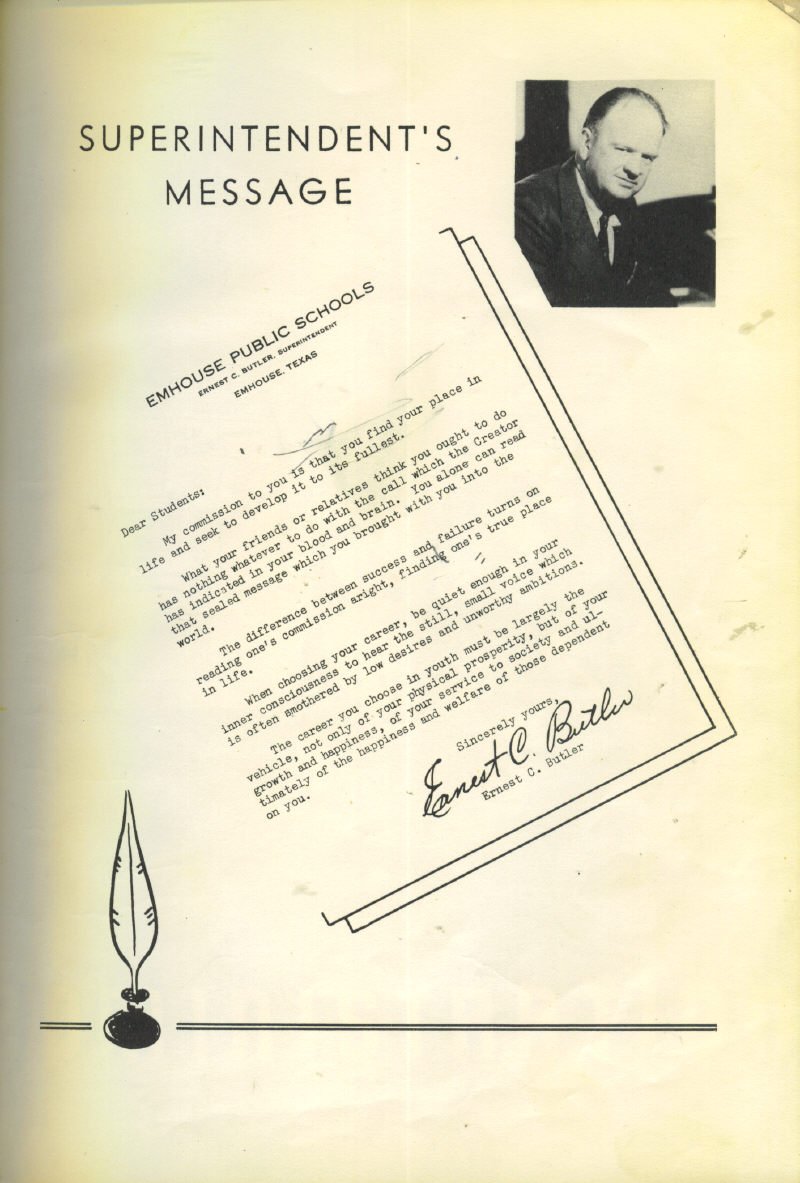 SUPERINTENDENT'S
MESSAGE
EMHOUSE PUBLIC SCHOOLS
ERNEST C. BUTLER, SUPERINTENDENT
EMHOUSE, TEXAS
Dear Students:
My commission to you is that you find your place in
life and seek to develop it to its fullest.
What your friends or relatives think you ought to do
has nothing whatever to do with the call which the Creator
has indicated in your blood and brain. You alone can read
that sealed message which you brought with you into the
world.
The difference between success and failure turns on
reading one's commission aright, finding one's true place
in life.
When choosing your career, be quiet enough in your
inner consciousness to hear the still, small voice which
is often smothered by low desires and unworthy ambitions.
The career you choose in youth must be largely the
vehicle, not only of your physical prosperity, but of your
growth and happiness, of your service to society and ul-
timately of the happiness and welfare of those dependent
on you.
Sincerely yours,
Ernest C. Butler
Ernest C. Butler